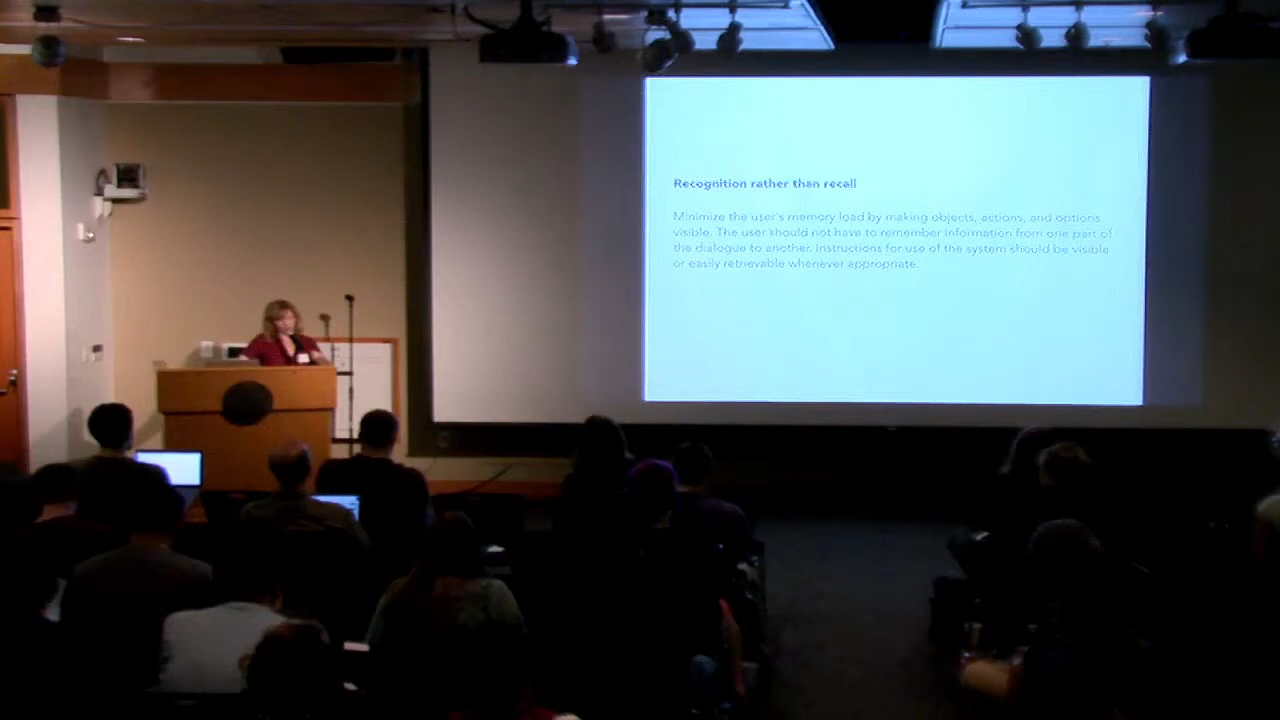 Recognition rather than recall
Minimize the user's memory load by making objects, actions, and options
visible. The user should not have to remember information from one part of
the dialogue to another. Instructions for use of the system should be visible
or easily retrievable whenever appropriate.